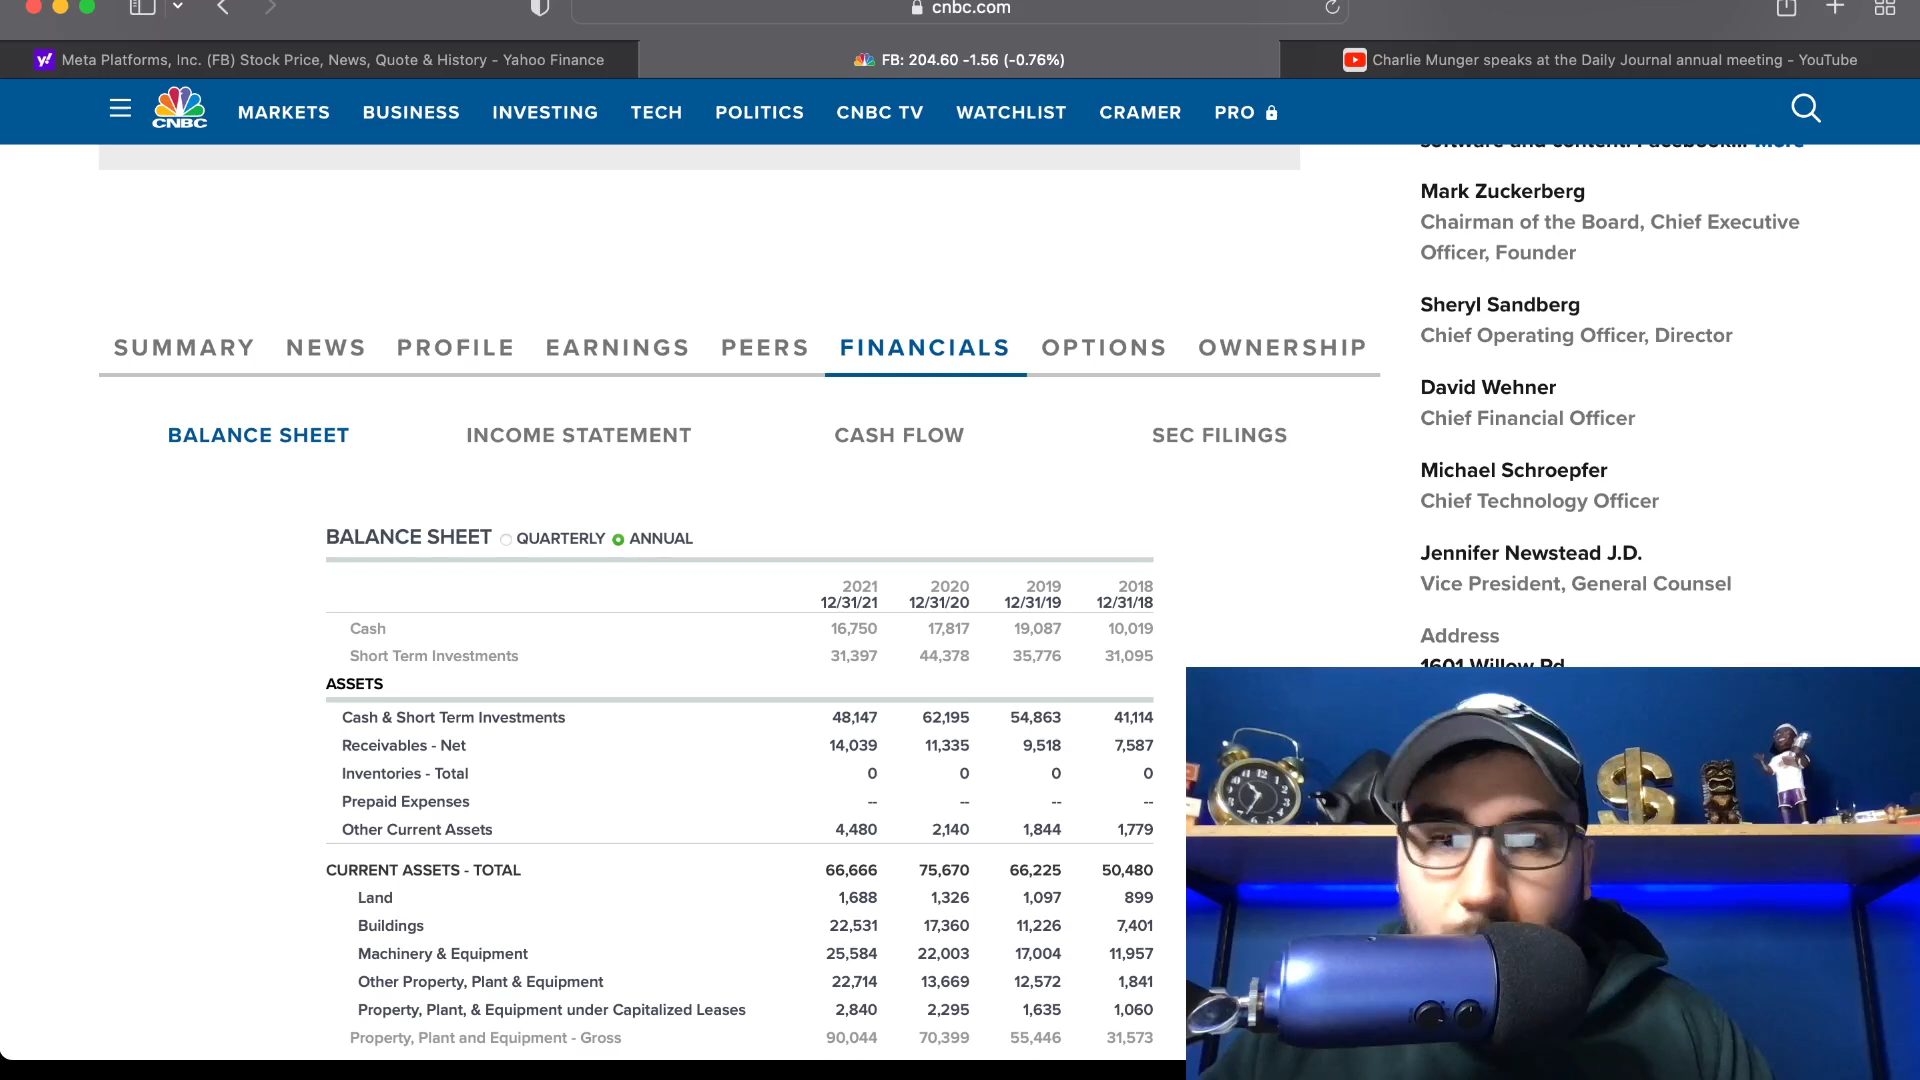 cnbc.com
Meta Platforms, Inc. (FB) Stock Price, News, Quote & History - Yahoo Finance
FB: 204.60 -1.56 (-0.76%)
Charlie Munger speaks at the Daily Journal annual meeting - YouTube
CNBC MARKETS BUSINESS INVESTING TECH POLITICS CNBC TV WATCHLIST CRAMER PRO
software and content. Facebook... More
Mark Zuckerberg
Chairman of the Board, Chief Executive
Officer, Founder
Sheryl Sandberg
Chief Operating Officer, Director
David Wehner
Chief Financial Officer
Michael Schroepfer
Chief Technology Officer
Jennifer Newstead J.D.
Vice President, General Counsel
Address
1601 Willow Rd
SUMMARY NEWS PROFILE EARNINGS PEERS FINANCIALS OPTIONS OWNERSHIP
BALANCE SHEET INCOME STATEMENT CASH FLOW SEC FILINGS
BALANCE SHEET QUARTERLY ANNUAL
2021 2020 2019 2018
12/31/21 12/31/20 12/31/19 12/31/18
Cash 16,750 17,817 19,087 10,019
Short Term Investments 31,397 44,378 35,776 31,095
ASSETS
Cash & Short Term Investments 48,147 62,195 54,863 41,114
Receivables - Net 14,039 11,335 9,518 7,587
Inventories - Total 0 0 0 0
Prepaid Expenses -- -- -- --
Other Current Assets 4,480 2,140 1,844 1,779
CURRENT ASSETS - TOTAL 66,666 75,670 66,225 50,480
Land 1,688 1,326 1,097 899
Buildings 22,531 17,360 11,226 7,401
Machinery & Equipment 25,584 22,003 17,004 11,957
Other Property, Plant & Equipment 22,714 13,669 12,572 1,841
Property, Plant, & Equipment under Capitalized Leases 2,840 2,295 1,635 1,060
Property, Plant and Equipment - Gross 90,044 70,399 55,446 31,573